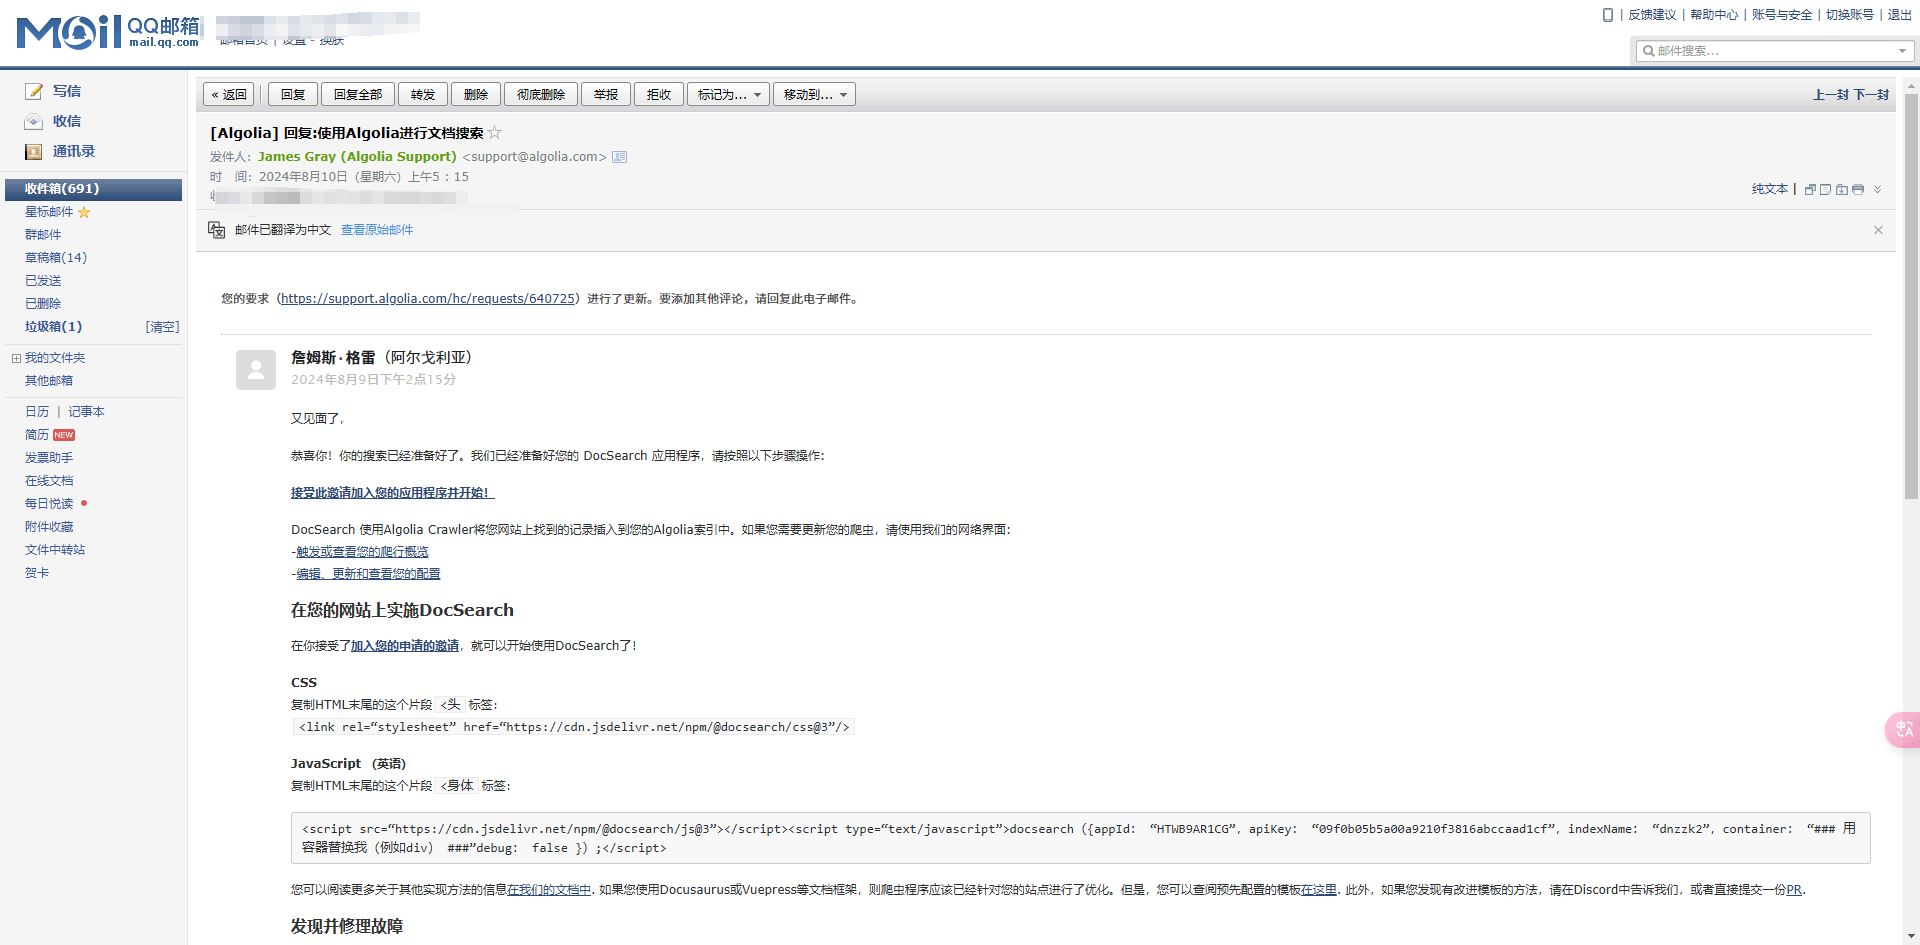 Mail QQ邮箱 mail.qq.com
邮箱首页 | 设置 - 换肤
反馈建议 | 帮助中心 | 账号与安全 | 切换账号 | 退出
邮件搜索...
写信
收信
通讯录
收件箱(691)
星标邮件
群邮件
草稿箱(14)
已发送
已删除
垃圾箱(1) [清空]
我的文件夹
其他邮箱
日历 | 记事本
简历 NEW
发票助手
在线文档
每日悦读
附件收藏
文件中转站
贺卡
« 返回 回复 回复全部 转发 删除 彻底删除 举报 拒收 标记为... 移动到... 上一封 下一封
[Algolia] 回复:使用Algolia进行文档搜索
发件人: James Gray (Algolia Support) <support@algolia.com>
时 间: 2024年8月10日 (星期六) 上午5:15
纯文本 |
邮件已翻译为中文 查看原始邮件
您的要求（https://support.algolia.com/hc/requests/640725）进行了更新。要添加其他评论，请回复此电子邮件。
詹姆斯·格雷（阿尔戈利亚）
2024年8月9日下午2点15分
又见面了，
恭喜你！你的搜索已经准备好了。我们已经准备好您的 DocSearch 应用程序，请按照以下步骤操作：
接受此邀请加入您的应用程序并开始！
DocSearch 使用Algolia Crawler将您网站上找到的记录插入到您的Algolia索引中。如果您需要更新您的爬虫，请使用我们的网络界面：
-触发或查看您的爬行概览
-编辑、更新和查看您的配置
在您的网站上实施DocSearch
在你接受了加入您的申请的邀请，就可以开始使用DocSearch了！
CSS
复制HTML末尾的这个片段 <头 标签：
<link rel=“stylesheet” href=“https://cdn.jsdelivr.net/npm/@docsearch/css@3”/>
JavaScript （英语）
复制HTML末尾的这个片段 <身体 标签：
<script src=“https://cdn.jsdelivr.net/npm/@docsearch/js@3”></script><script type=“text/javascript”>docsearch（{appId： “HTWB9AR1CG”，apiKey： “09f0b05b5a00a9210f3816abccaad1cf”，indexName： “dnzzk2”，container： “### 用
容器替换我（例如div） ###”debug： false }）;</script>
您可以阅读更多关于其他实现方法的信息在我们的文档中. 如果您使用Docusaurus或Vuepress等文档框架，则爬虫程序应该已经针对您的站点进行了优化。但是，您可以查阅预先配置的模板在这里. 此外，如果您发现有改进模板的方法，请在Discord中告诉我们，或者直接提交一份PR.
发现并修理故障